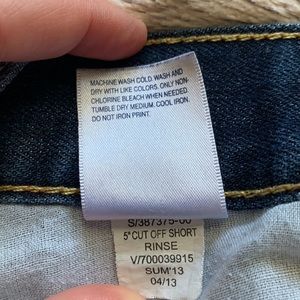 MACHINE WASH COLD. WASH AND
DRY WITH LIKE COLORS. ONLY NON-
CHLORINE BLEACH WHEN NEEDED.
TUMBLE DRY MEDIUM. COOL IRON.
DO NOT IRON PRINT.
S/387375-00
5" CUT OFF SHORT
RINSE
V/700039915
SUM'13
04/13